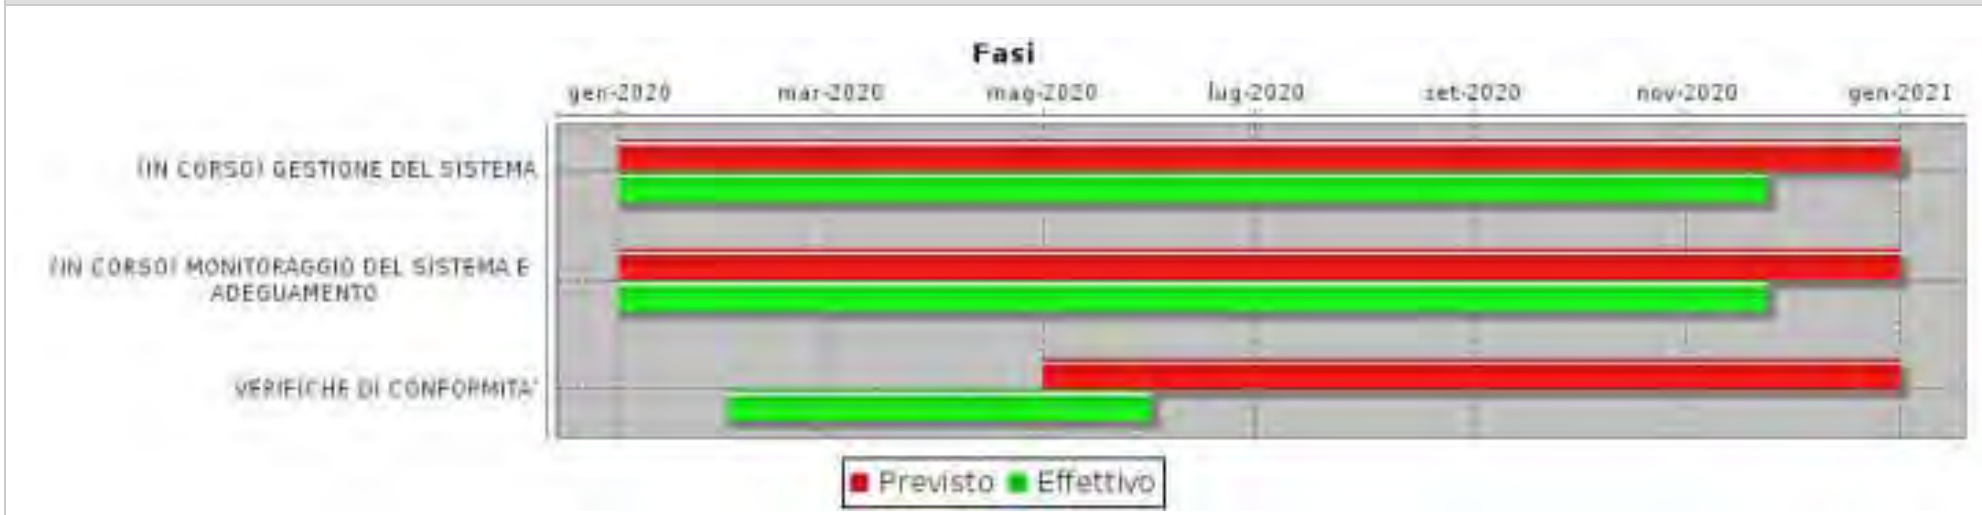 Fasi
gen-2020 mar-2020 mag-2020 lug-2020 set-2020 nov-2020 gen-2021
(IN CORSO) GESTIONE DEL SISTEMA
(IN CORSO) MONITORAGGIO DEL SISTEMA E
ADEGUAMENTO
VERIFICHE DI CONFORMITA'
Previsto Effettivo